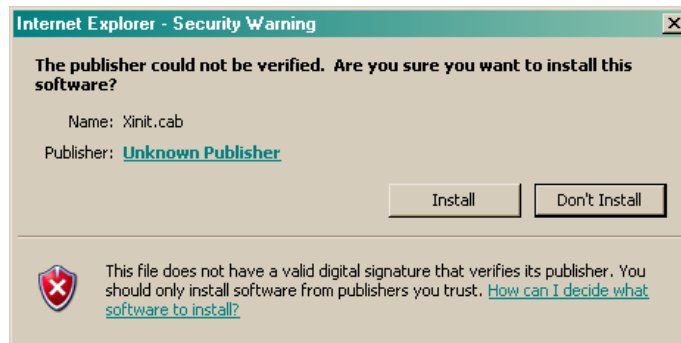 Internet Explorer - Security Warning
The publisher could not be verified. Are you sure you want to install this
software?
Name: Xinit.cab
Publisher: Unknown Publisher
Install Don't Install
This file does not have a valid digital signature that verifies its publisher. You
should only install software from publishers you trust. How can I decide what
software to install?